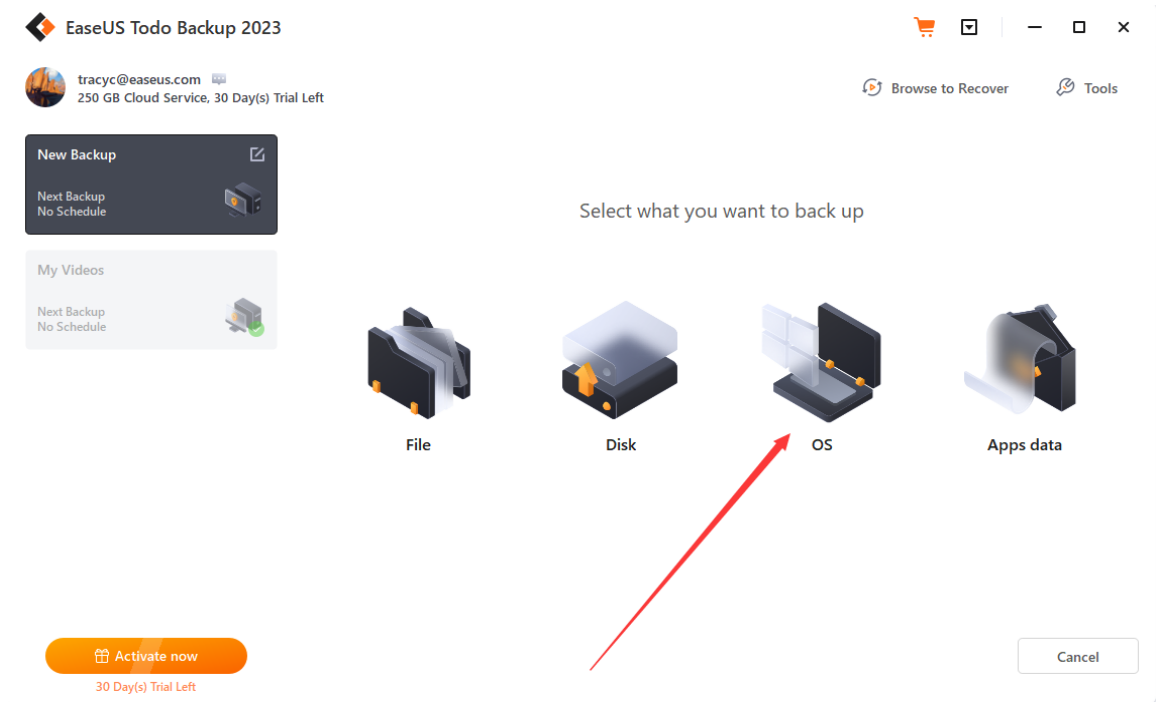 EaseUS Todo Backup 2023
tracyc@easeus.com
250 GB Cloud Service, 30 Day(s) Trial Left
Browse to Recover
Tools
New Backup
Next Backup
No Schedule
My Videos
Next Backup
No Schedule
Select what you want to back up
File
Disk
OS
Apps data
Activate now
30 Day(s) Trial Left
Cancel